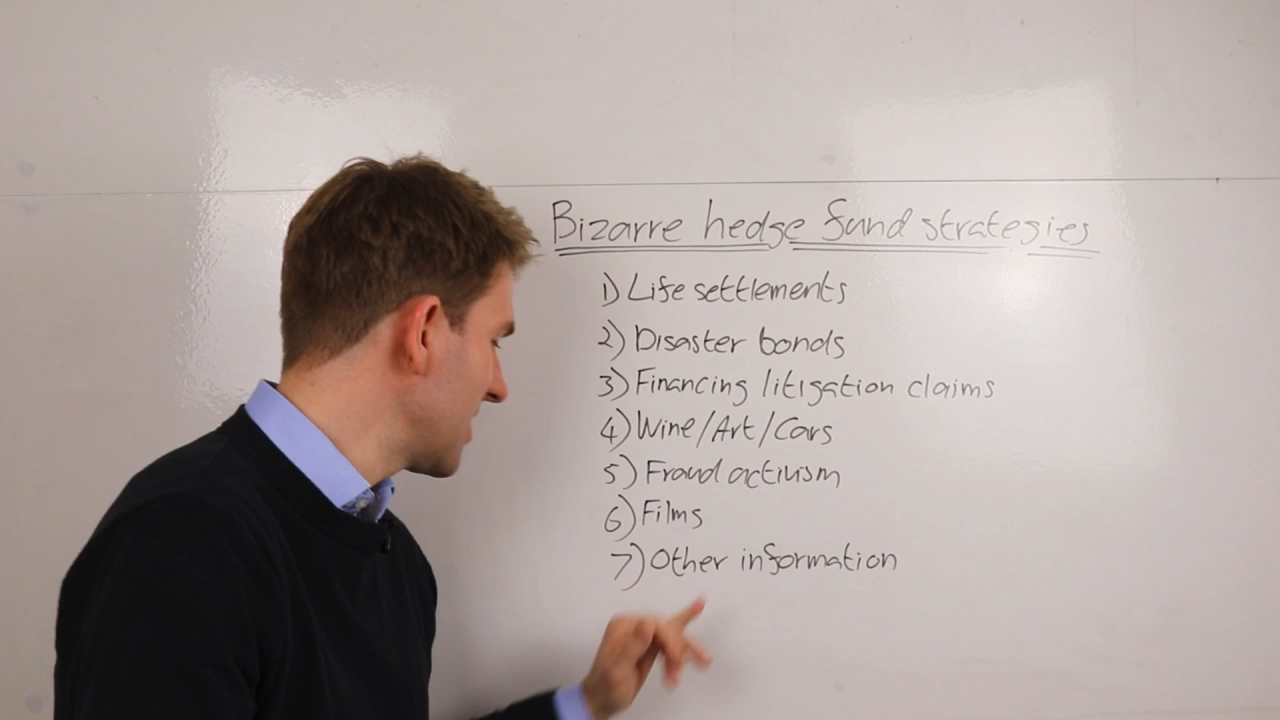 Bizarre hedge fund strategies
1) Life settlements
2) Disaster bonds
3) Financing litigation claims
4) Wine/Art/Cars
5) Fraud activism
6) Films
7) Other information